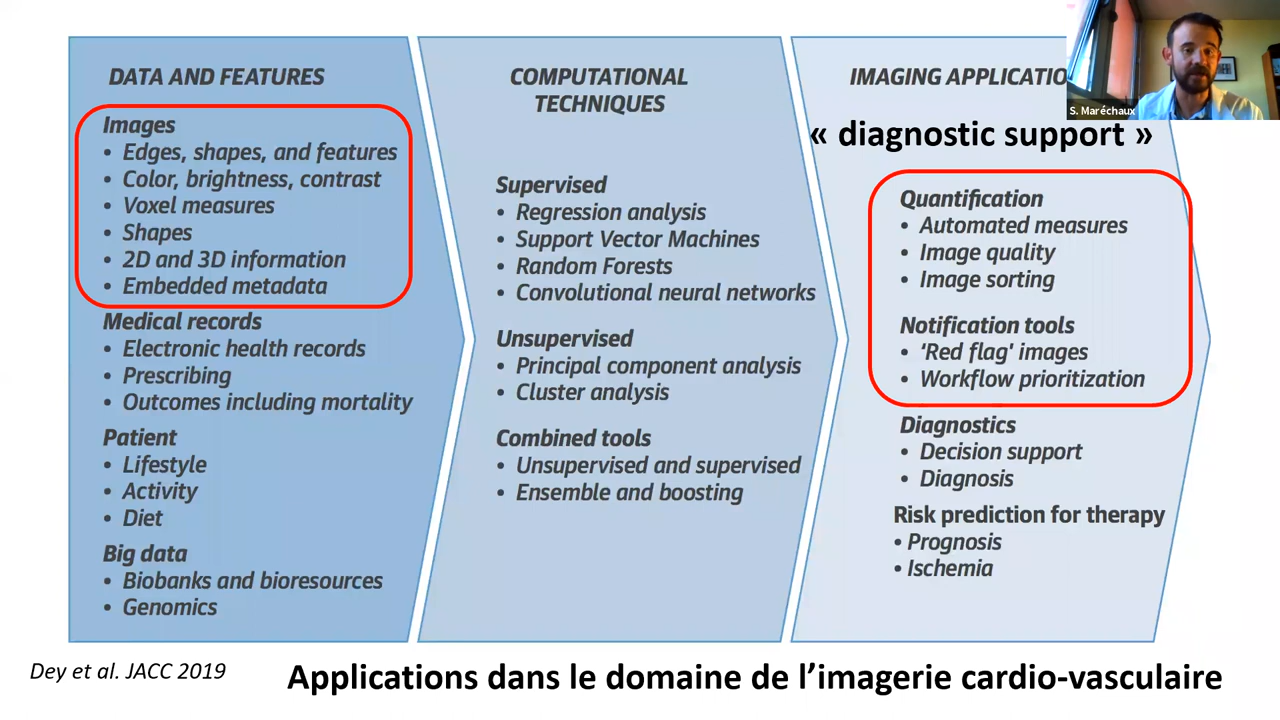 DATA AND FEATURES
Images
• Edges, shapes, and features
• Color, brightness, contrast
• Voxel measures
• Shapes
• 2D and 3D information
• Embedded metadata
Medical records
• Electronic health records
• Prescribing
• Outcomes including mortality
Patient
• Lifestyle
• Activity
• Diet
Big data
• Biobanks and bioresources
• Genomics
COMPUTATIONAL
TECHNIQUES
Supervised
• Regression analysis
• Support Vector Machines
• Random Forests
• Convolutional neural networks
Unsupervised
• Principal component analysis
• Cluster analysis
Combined tools
• Unsupervised and supervised
• Ensemble and boosting
IMAGING APPLICATIO
S. Maréchaux
« diagnostic support »
Quantification
• Automated measures
• Image quality
• Image sorting
Notification tools
• ‘Red flag' images
• Workflow prioritization
Diagnostics
• Decision support
• Diagnosis
Risk prediction for therapy
• Prognosis
• Ischemia
Dey et al. JACC 2019
Applications dans le domaine de l’imagerie cardio-vasculaire